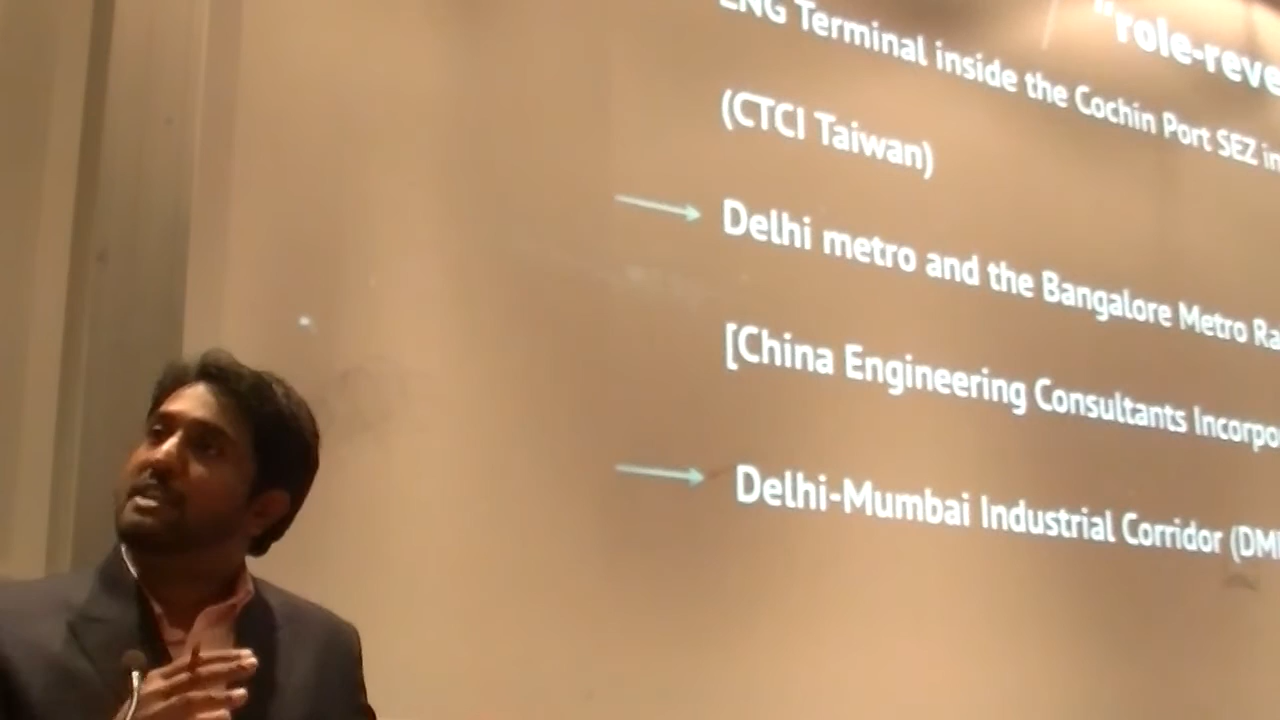 "role-reve
LNG Terminal inside the Cochin Port SEZ in
(CTCI Taiwan)
Delhi metro and the Bangalore Metro Ra
[China Engineering Consultants Incorpo
Delhi-Mumbai Industrial Corridor (DMI